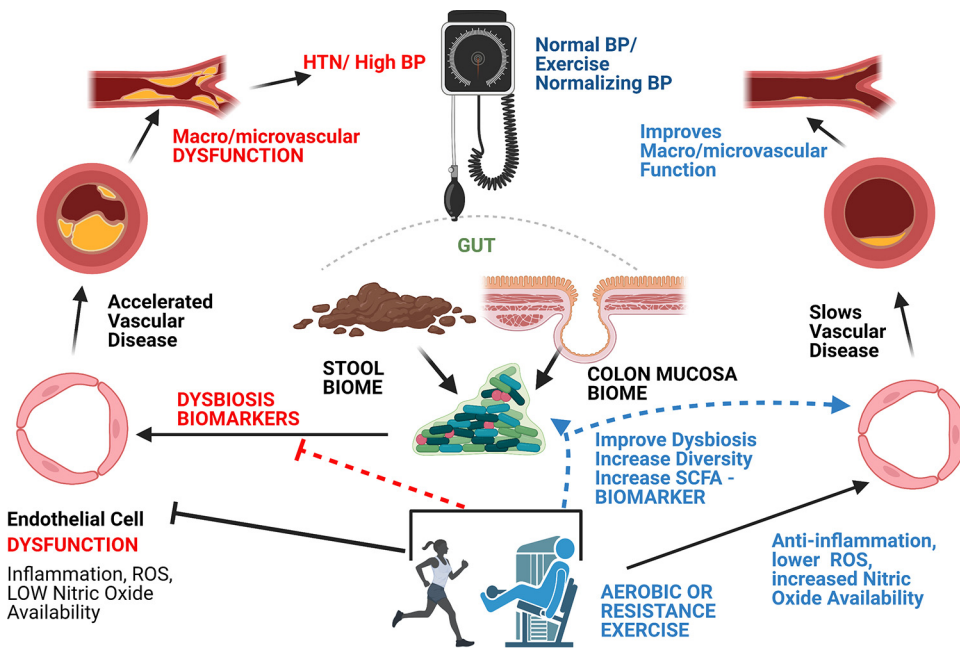 HTN/ High BP
Normal BP/
Exercise
Normalizing BP
Macro/microvascular
DYSFUNCTION
Improves
Macro/microvascular
Function
GUT
Accelerated
Vascular
Disease
Slows
Vascular
Disease
STOOL
BIOME
COLON MUCOSA
BIOME
DYSBIOSIS
BIOMARKERS
Improve Dysbiosis
Increase Diversity
Increase SCFA -
BIOMARKER
Endothelial Cell
DYSFUNCTION
Inflammation, ROS,
LOW Nitric Oxide
Availability
Anti-inflammation,
lower ROS,
increased Nitric
Oxide Availability
AEROBIC OR
RESISTANCE
EXERCISE